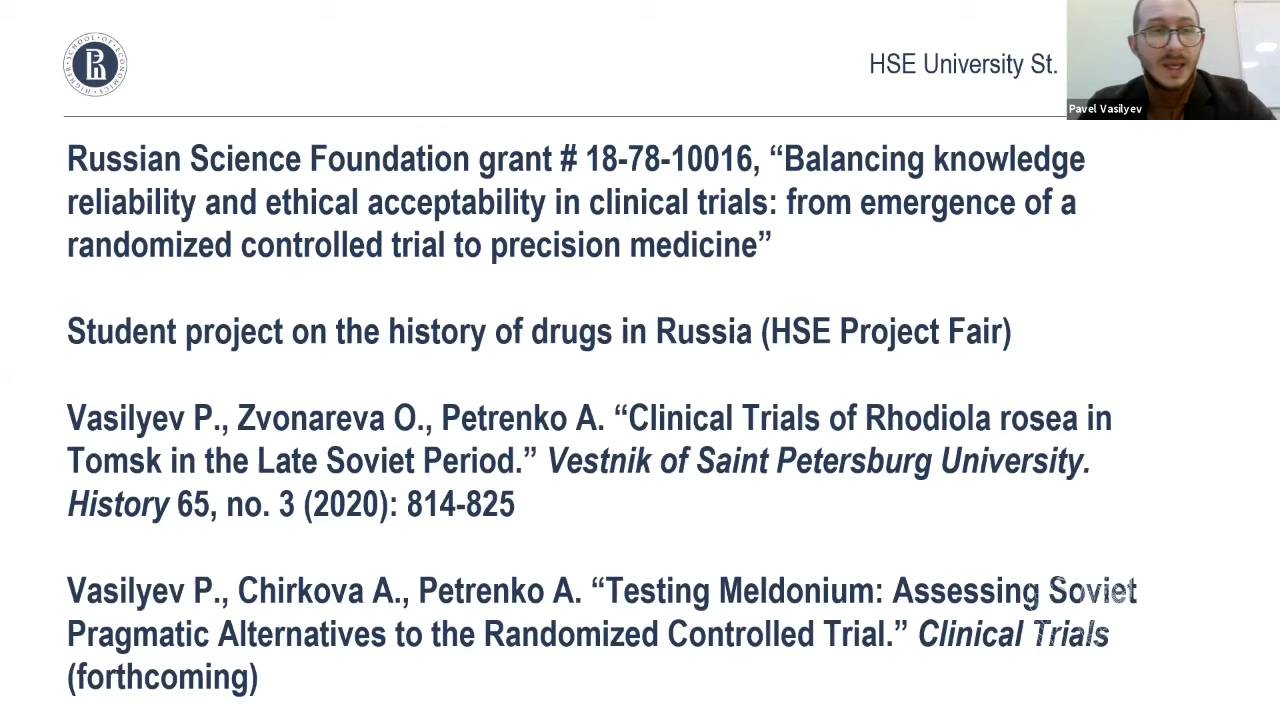 HIGHER SCHOOL OF ECONOMICS
HSE University St.
Pavel Vasilyev
Russian Science Foundation grant # 18-78-10016, “Balancing knowledge
reliability and ethical acceptability in clinical trials: from emergence of a
randomized controlled trial to precision medicine”
Student project on the history of drugs in Russia (HSE Project Fair)
Vasilyev P., Zvonareva O., Petrenko A. “Clinical Trials of Rhodiola rosea in
Tomsk in the Late Soviet Period.” Vestnik of Saint Petersburg University.
History 65, no. 3 (2020): 814-825
Vasilyev P., Chirkova A., Petrenko A. “Testing Meldonium: Assessing Soviet
Pragmatic Alternatives to the Randomized Controlled Trial.” Clinical Trials
(forthcoming)